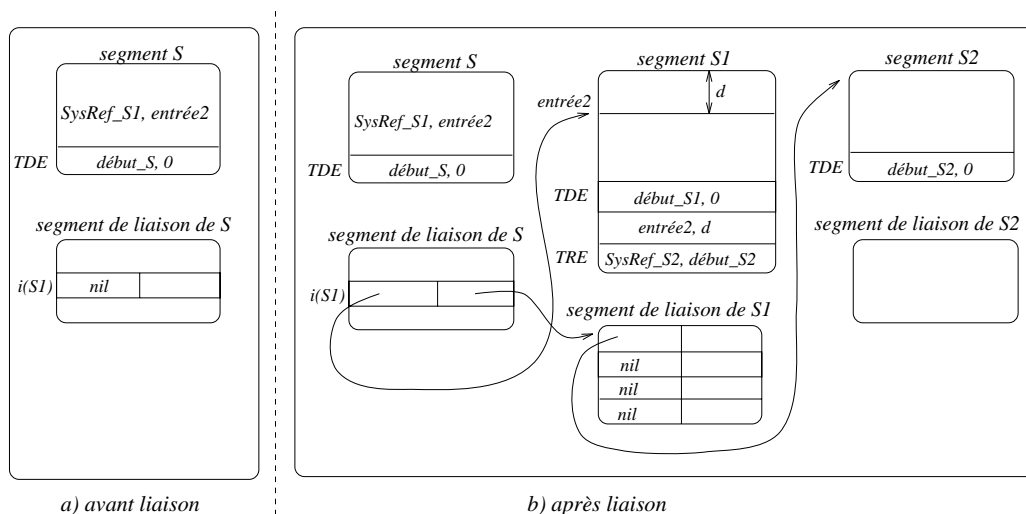 segment S
SysRef_S1, entrée2
TDE
début_S, 0
segment de liaison de S
i(S1)
nil
a) avant liaison
segment S
SysRef_S1, entrée2
TDE
début_S, 0
segment de liaison de S
i(S1)
segment S1
d
entrée2
TDE
début_S1, 0
entrée2, d
TRE
SysRef_S2, début_S2
segment de liaison de S1
nil
nil
nil
segment S2
TDE
début_S2, 0
segment de liaison de S2
b) après liaison